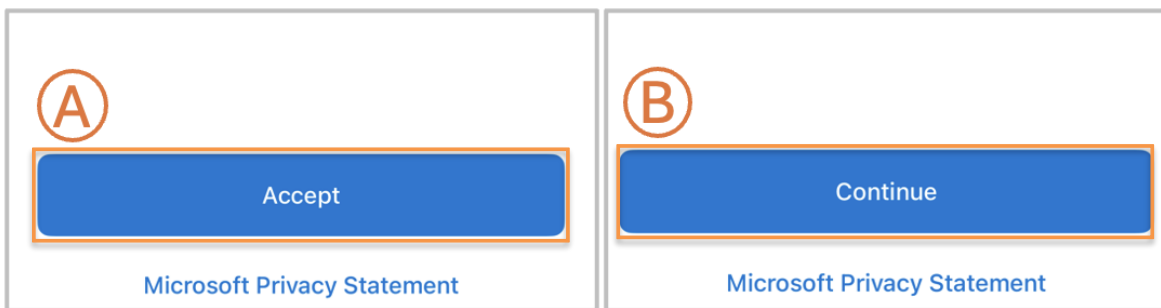 A
Accept
Microsoft Privacy Statement
B
Continue
Microsoft Privacy Statement